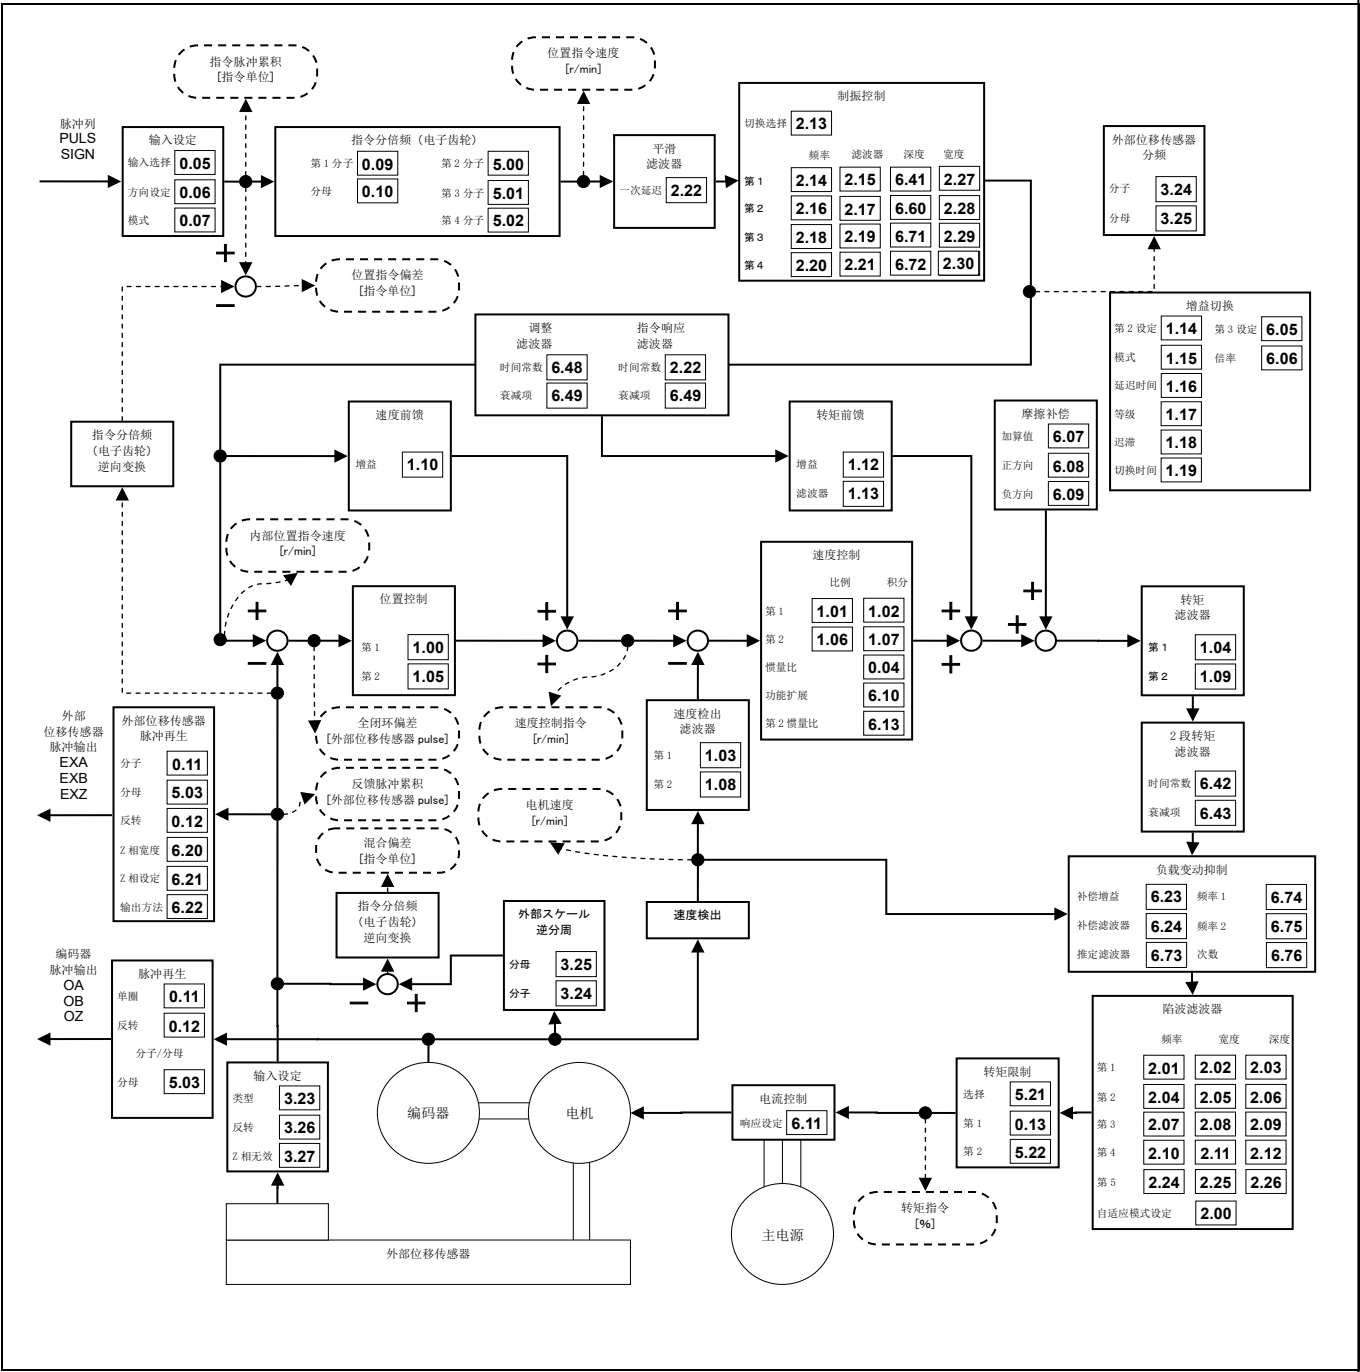 指令脉冲累积
[指令单位]
位置指令速度
[r/min]
脉冲列
PULS
SIGN
输入设定
输入选择 0.05
方向设定 0.06
模式 0.07
指令分倍频（电子齿轮）
第 1 分子 0.09 第 2 分子 5.00
分母 0.10 第 3 分子 5.01
第 4 分子 5.02
平滑
滤波器
一次延迟 2.22
制振控制
切换选择 2.13
频率 滤波器 深度 宽度
第 1 2.14 2.15 6.41 2.27
第 2 2.16 2.17 6.60 2.28
第 3 2.18 2.19 6.71 2.29
第 4 2.20 2.21 6.72 2.30
外部位移传感器
分频
分子 3.24
分母 3.25
+
−
位置指令偏差
[指令单位]
调整
滤波器
时间常数 6.48
衰减项 6.49
指令响应
滤波器
时间常数 2.22
衰减项 6.49
增益切换
第 2 设定 1.14 第 3 设定 6.05
模式 1.15 倍率 6.06
延迟时间 1.16
等级 1.17
迟滞 1.18
切换时间 1.19
指令分倍频
（电子齿轮）
逆向变换
速度前馈
增益 1.10
转矩前馈
增益 1.12
滤波器 1.13
摩擦补偿
加算值 6.07
正方向 6.08
负方向 6.09
内部位置指令速度
[r/min]
+
−
位置控制
第 1 1.00
第 2 1.05
+
+
+
−
速度控制
比例 积分
第 1 1.01 1.02
第 2 1.06 1.07
惯量比 0.04
功能扩展 6.10
第 2 惯量比 6.13
+
+
+
+
转矩
滤波器
第 1 1.04
第 2 1.09
外部
位移传感器
脉冲输出
EXA
EXB
EXZ
外部位移传感器
脉冲再生
分子 0.11
分母 5.03
反转 0.12
Z 相宽度 6.20
Z 相设定 6.21
输出方法 6.22
全闭环偏差
[外部位移传感器 pulse]
反馈脉冲累积
[外部位移传感器 pulse]
混合偏差
[指令单位]
速度控制指令
[r/min]
电机速度
[r/min]
速度检出
滤波器
第 1 1.03
第 2 1.08
2 段转矩
滤波器
时间常数 6.42
衰减项 6.43
负载变动抑制
补偿增益 6.23 频率 1 6.74
补偿滤波器 6.24 频率 2 6.75
推定滤波器 6.73 次数 6.76
指令分倍频
（电子齿轮）
逆向变换
外部スケール
逆分周
分母 3.25
分子 3.24
速度検出
−
+
编码器
脉冲输出
OA
OB
OZ
脉冲再生
单圈 0.11
反转 0.12
分子/分母
分母 5.03
输入设定
类型 3.23
反转 3.26
Z 相无效 3.27
编码器
电机
电流控制
响应设定 6.11
转矩限制
选择 5.21
第 1 0.13
第 2 5.22
陷波滤波器
频率 宽度 深度
第 1 2.01 2.02 2.03
第 2 2.04 2.05 2.06
第 3 2.07 2.08 2.09
第 4 2.10 2.11 2.12
第 5 2.24 2.25 2.26
自适应模式设定 2.00
主电源
转矩指令
[%]
外部位移传感器